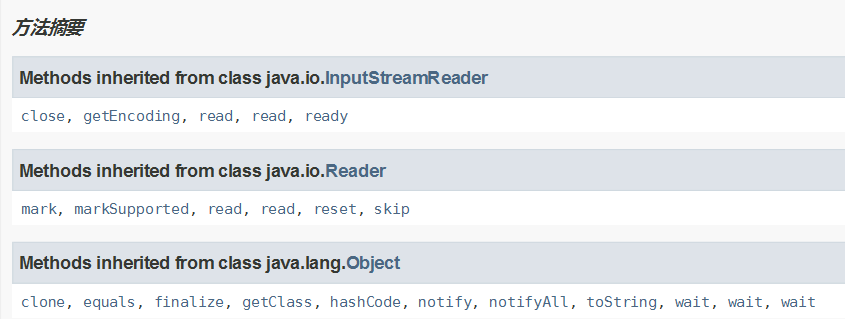 方法摘要
Methods inherited from class java.io.InputStreamReader
close, getEncoding, read, read, ready
Methods inherited from class java.io.Reader
mark, markSupported, read, read, reset, skip
Methods inherited from class java.lang.Object
clone, equals, finalize, getClass, hashCode, notify, notifyAll, toString, wait, wait, wait